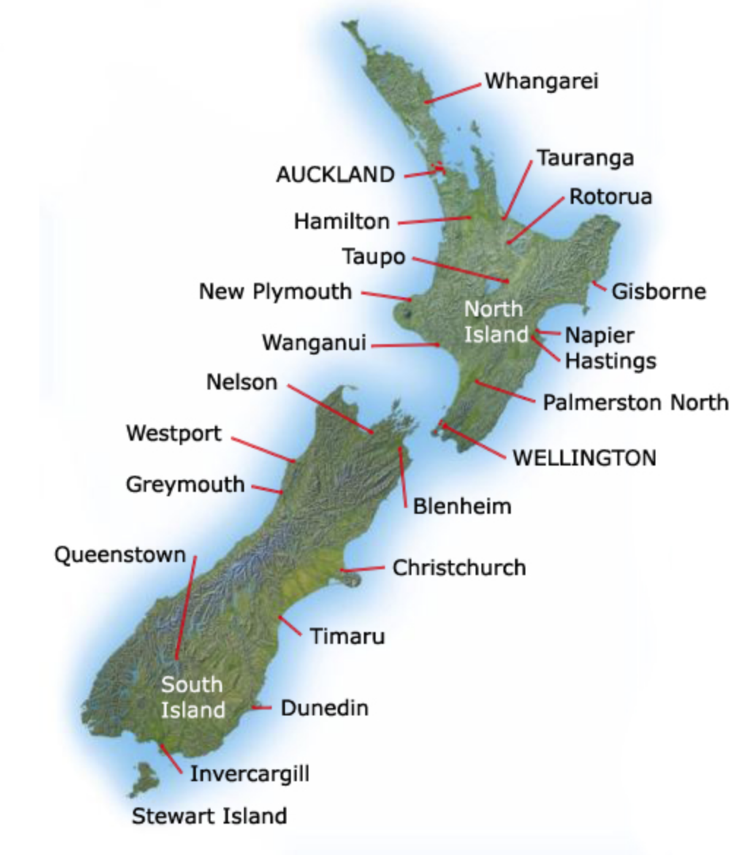 Whangarei
Tauranga
AUCKLAND
Rotorua
Hamilton
Taupo
New Plymouth
Gisborne
North
Island
Napier
Wanganui
Hastings
Nelson
Palmerston North
Westport
WELLINGTON
Greymouth
Blenheim
Queenstown
Christchurch
Timaru
South
Island
Dunedin
Invercargill
Stewart Island